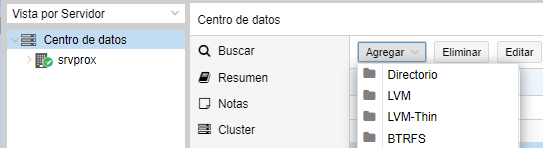 Vista por Servidor
Centro de datos
srvprox
Centro de datos
Buscar
Resumen
Notas
Cluster
Agregar
Eliminar
Editar
Directorio
LVM
LVM-Thin
BTRFS